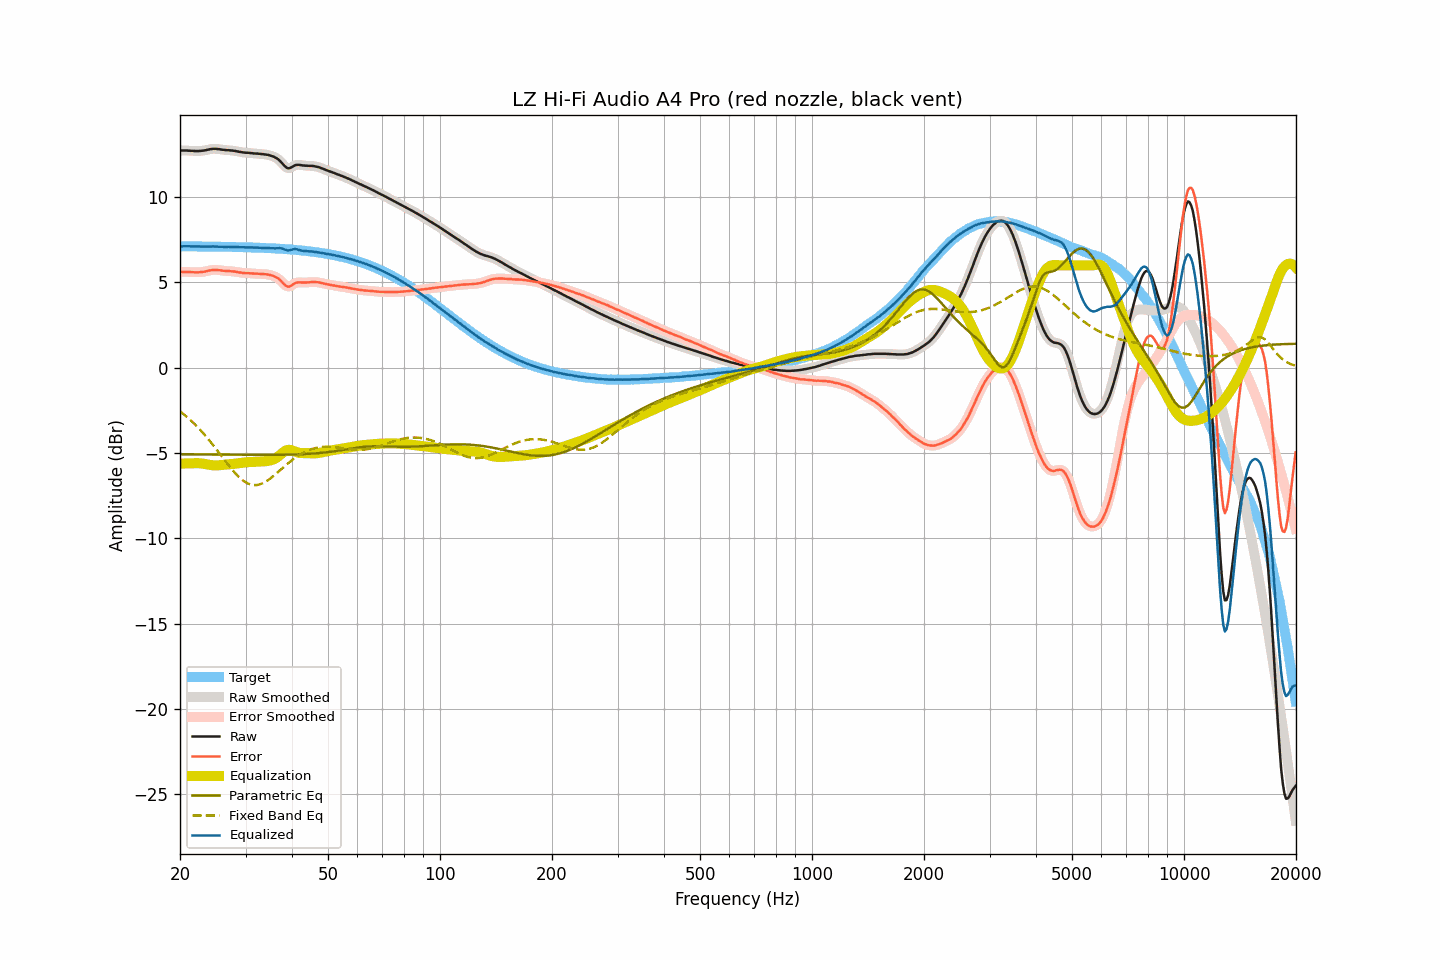 LZ Hi-Fi Audio A4 Pro (red nozzle, black vent)
Amplitude (dBr)
10
5
0
−5
−10
−15
−20
−25
Target
Raw Smoothed
Error Smoothed
Raw
Error
Equalization
Parametric Eq
Fixed Band Eq
Equalized
20 50 100 200 500 1000 2000 5000 10000 20000
Frequency (Hz)